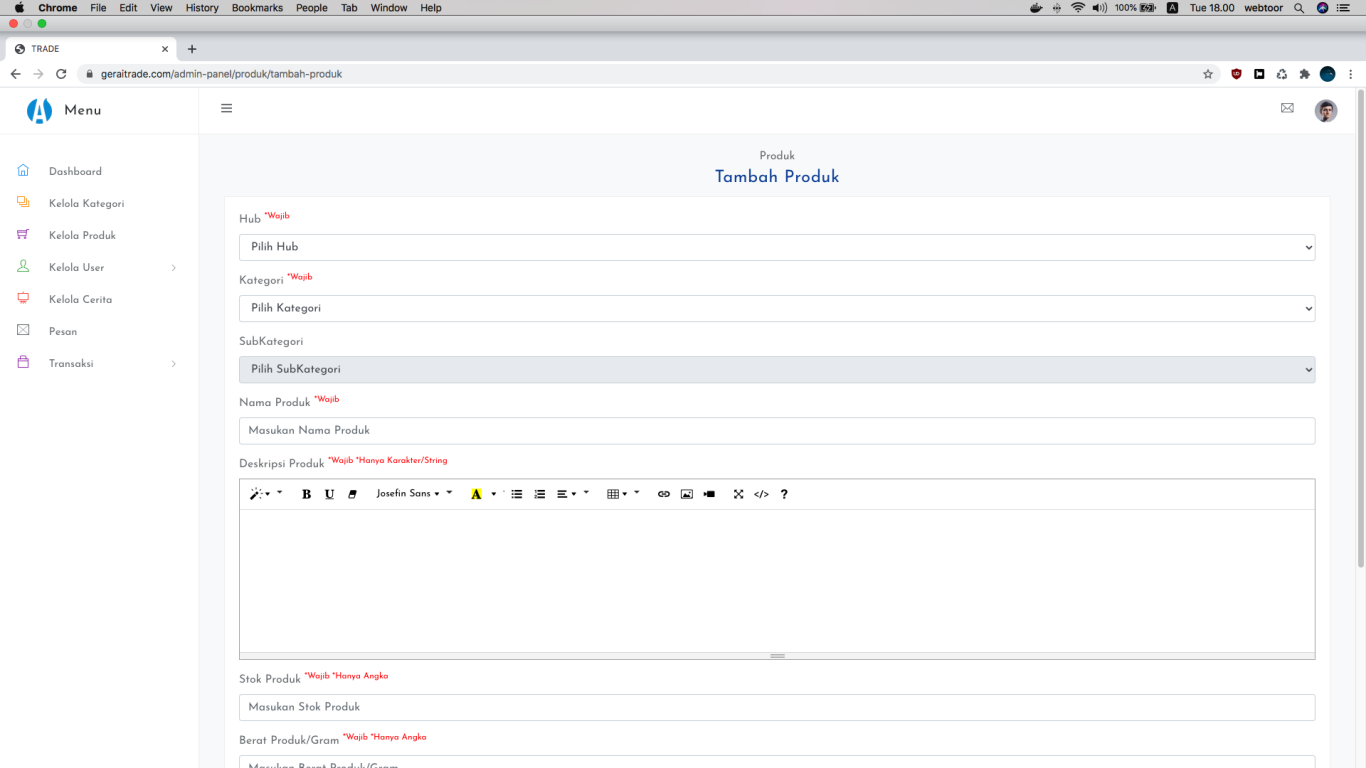 Chrome File Edit View History Bookmarks People Tab Window Help 100% A Tue 18.00 webtoor
TRADE
geraitrade.com/admin-panel/produk/tambah-produk
Menu
Dashboard
Kelola Kategori
Kelola Produk
Kelola User
Kelola Cerita
Pesan
Transaksi
Produk
Tambah Produk
Hub *Wajib
Pilih Hub
Kategori *Wajib
Pilih Kategori
SubKategori
Pilih SubKategori
Nama Produk *Wajib
Masukan Nama Produk
Deskripsi Produk *Wajib *Hanya Karakter/String
B U Josefin Sans A </> ?
Stok Produk *Wajib *Hanya Angka
Masukan Stok Produk
Berat Produk/Gram *Wajib *Hanya Angka
Masukan Berat Produk/Gram